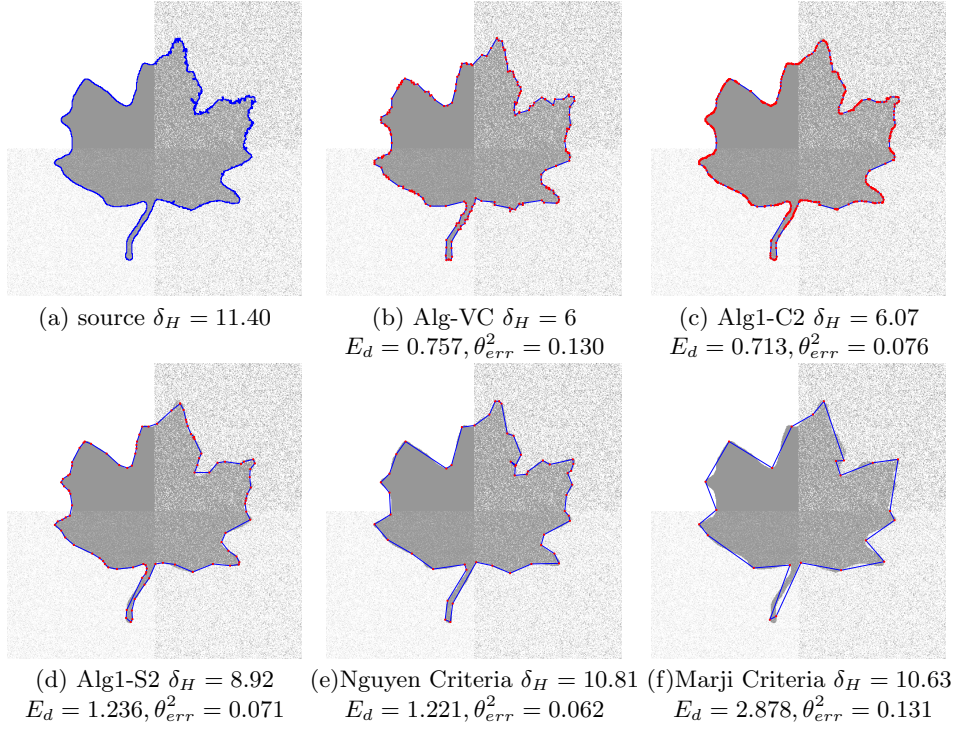 (a) source δ_H = 11.40
(b) Alg-VC δ_H = 6
E_d = 0.757, θ²_err = 0.130
(c) Alg1-C2 δ_H = 6.07
E_d = 0.713, θ²_err = 0.076
(d) Alg1-S2 δ_H = 8.92
E_d = 1.236, θ²_err = 0.071
(e)Nguyen Criteria δ_H = 10.81
E_d = 1.221, θ²_err = 0.062
(f)Marji Criteria δ_H = 10.63
E_d = 2.878, θ²_err = 0.131